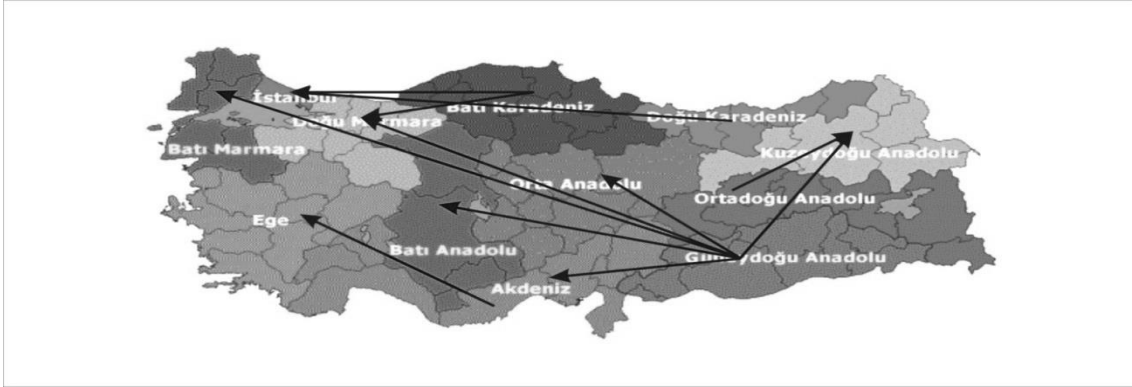 İstanbul
Batı Karadeniz
Doğu Karadeniz
Doğu Marmara
Batı Marmara
Kuzeydoğu Anadolu
Orta Anadolu
Ortadoğu Anadolu
Ege
Batı Anadolu
Güneydoğu Anadolu
Akdeniz